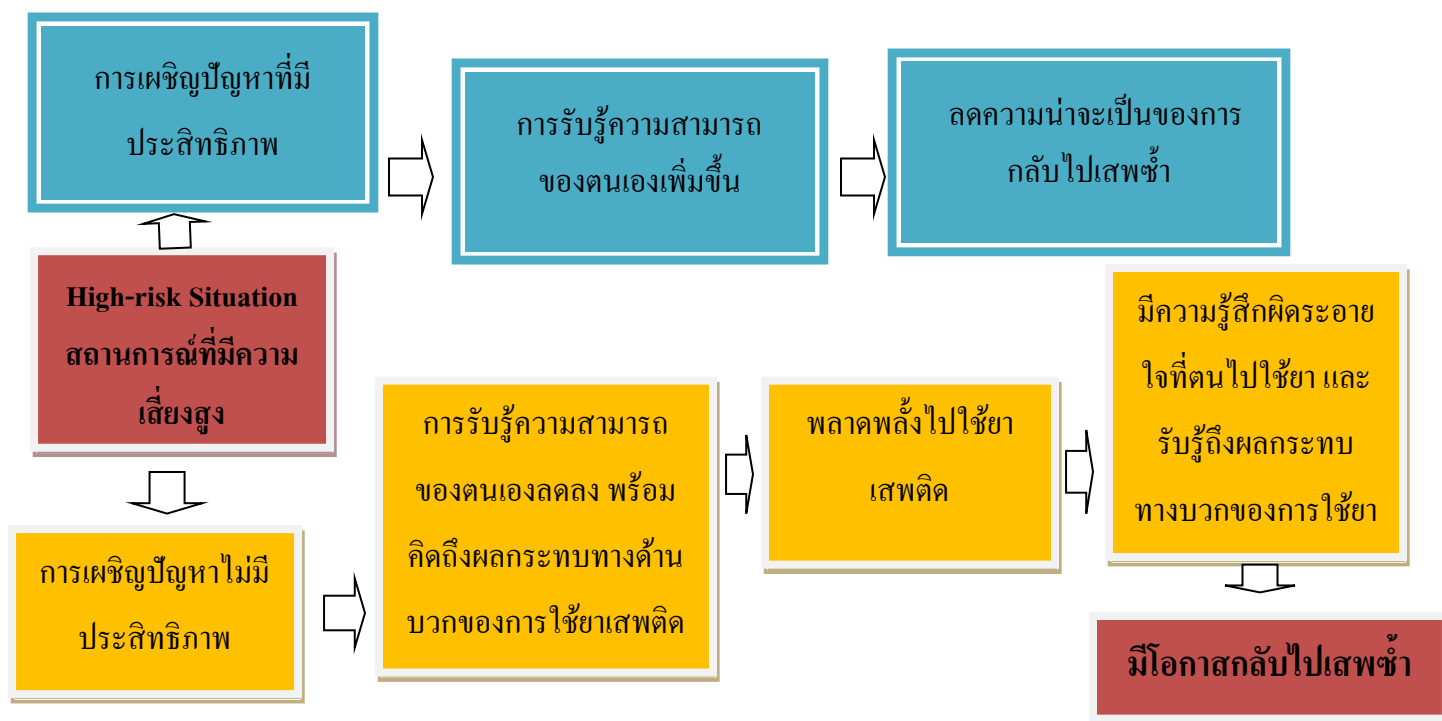 การเผชิญปัญหาที่มี
ประสิทธิภาพ
การรับรู้ความสามารถ
ของตนเองเพิ่มขึ้น
ลดความน่าจะเป็นของการ
กลับไปเสพซ้ำ
High-risk Situation
สถานการณ์ที่มีความ
เสี่ยงสูง
การเผชิญปัญหาไม่มี
ประสิทธิภาพ
การรับรู้ความสามารถ
ของตนเองลดลง พร้อม
คิดถึงผลกระทบทางด้าน
บวกของการใช้ยาเสพติด
พลาดพลั้งไปใช้ยา
เสพติด
มีความรู้สึกผิดระอาย
ใจที่ตนไปใช้ยา และ
รับรู้ถึงผลกระทบ
ทางบวกของการใช้ยา
มีโอกาสกลับไปเสพซ้ำ